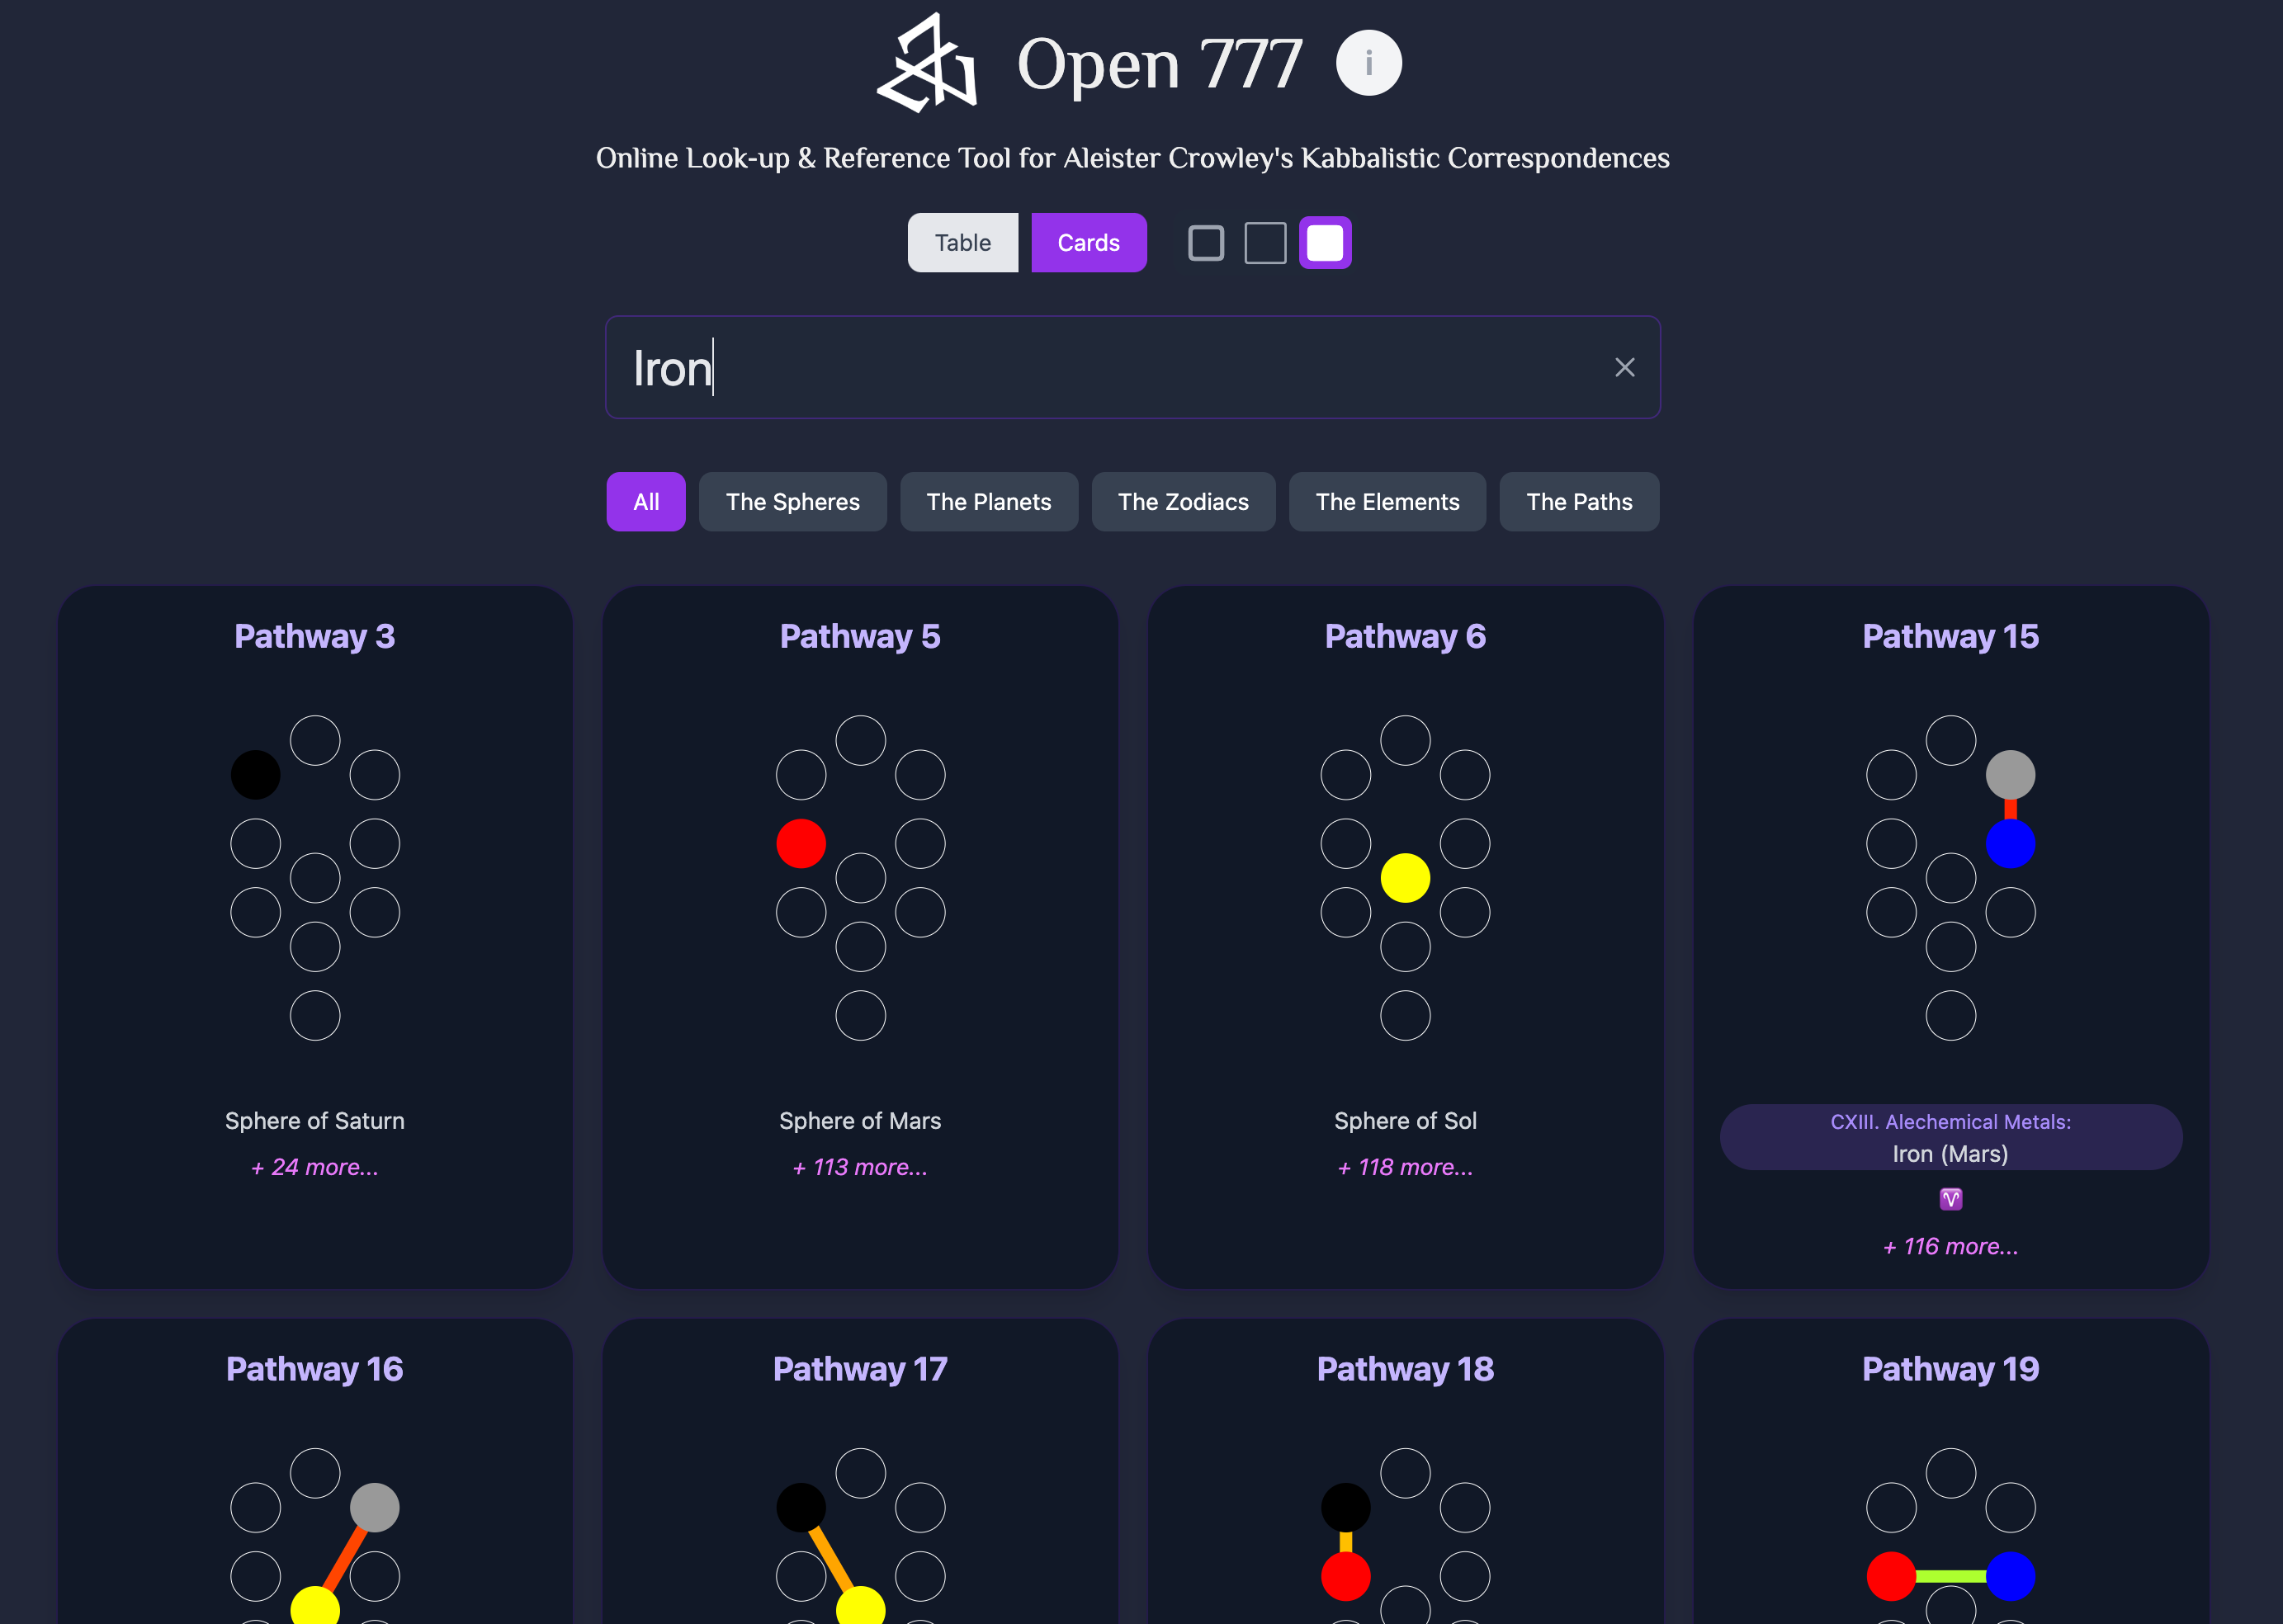 Open 777
i
Online Look-up & Reference Tool for Aleister Crowley's Kabbalistic Correspondences
Table
Cards
Iron
All
The Spheres
The Planets
The Zodiacs
The Elements
The Paths
Pathway 3
Sphere of Saturn
+ 24 more...
Pathway 5
Sphere of Mars
+ 113 more...
Pathway 6
Sphere of Sol
+ 118 more...
Pathway 15
CXIII. Alechemical Metals:
Iron (Mars)
♈
+ 116 more...
Pathway 16
Pathway 17
Pathway 18
Pathway 19